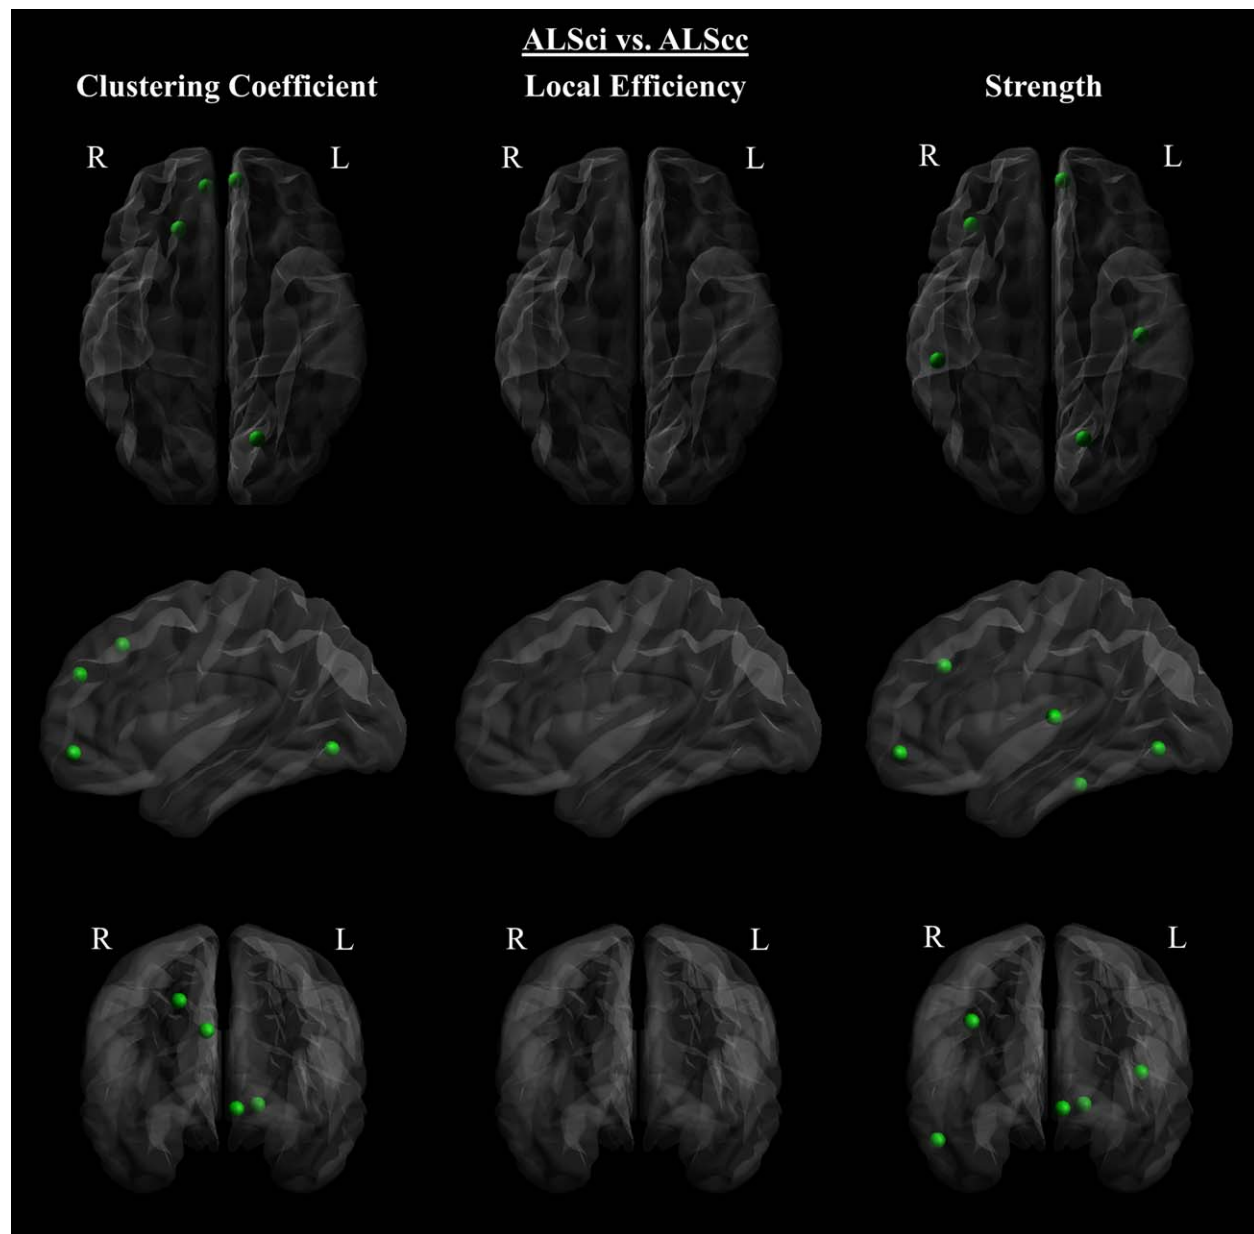 ALSci vs. ALScc
Clustering Coefficient Local Efficiency Strength
R L R L R L
R L R L R L